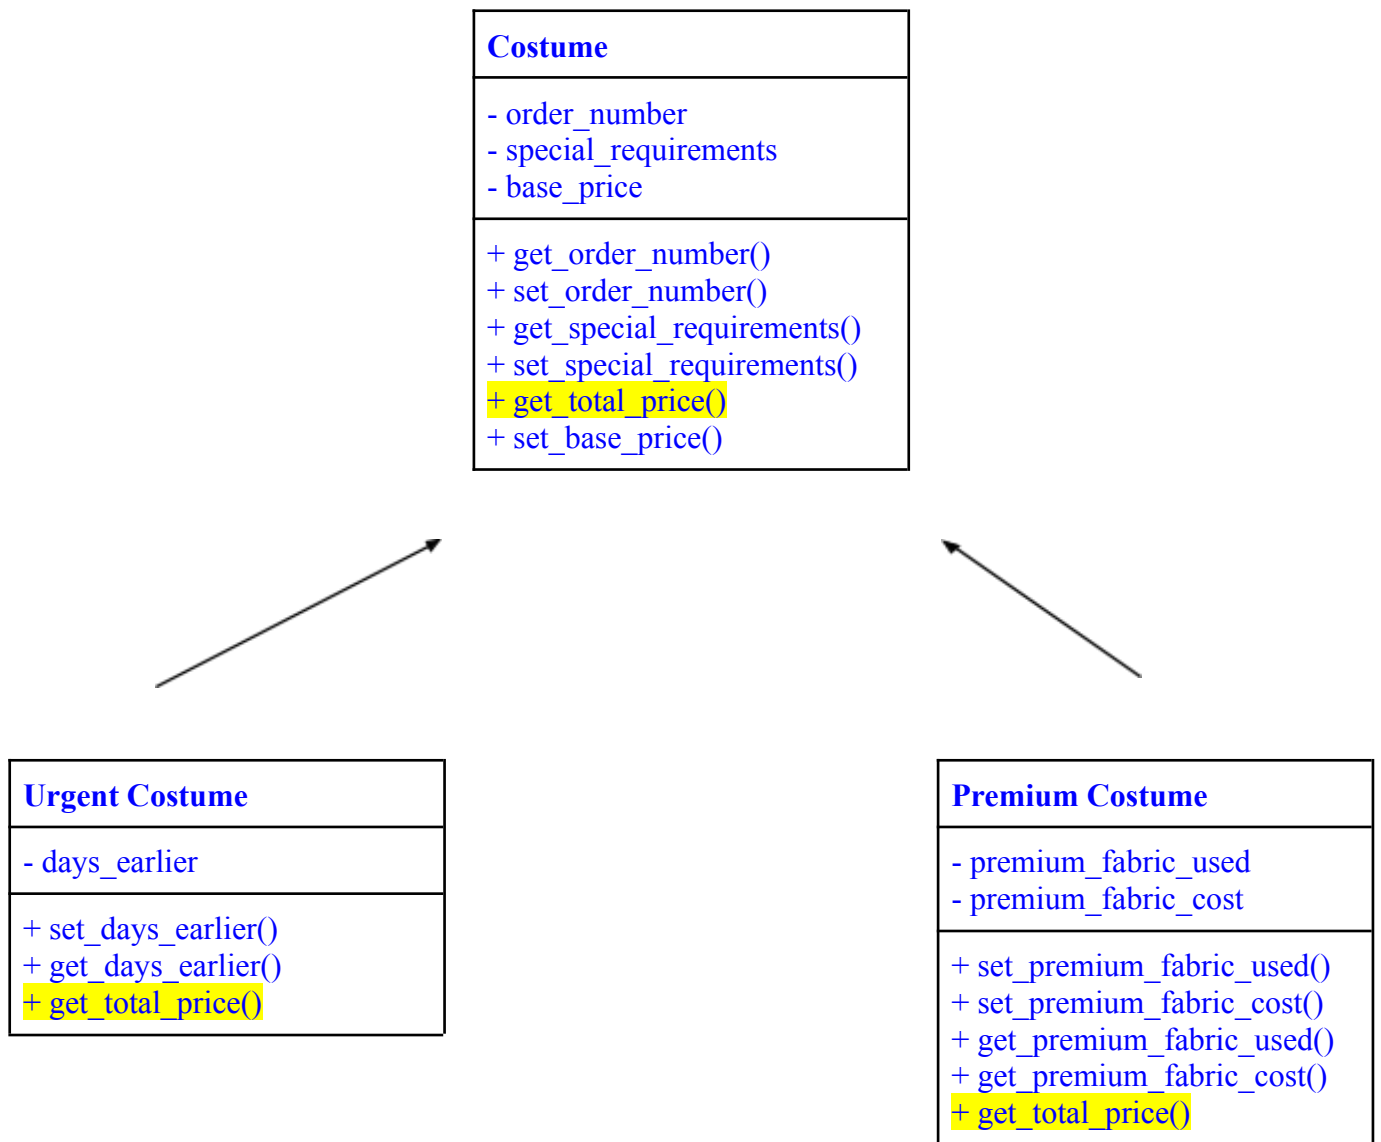 Costume
- order_number
- special_requirements
- base_price
+ get_order_number()
+ set_order_number()
+ get_special_requirements()
+ set_special_requirements()
+ get_total_price()
+ set_base_price()
Urgent Costume
- days_earlier
+ set_days_earlier()
+ get_days_earlier()
+ get_total_price()
Premium Costume
- premium_fabric_used
- premium_fabric_cost
+ set_premium_fabric_used()
+ set_premium_fabric_cost()
+ get_premium_fabric_used()
+ get_premium_fabric_cost()
+ get_total_price()